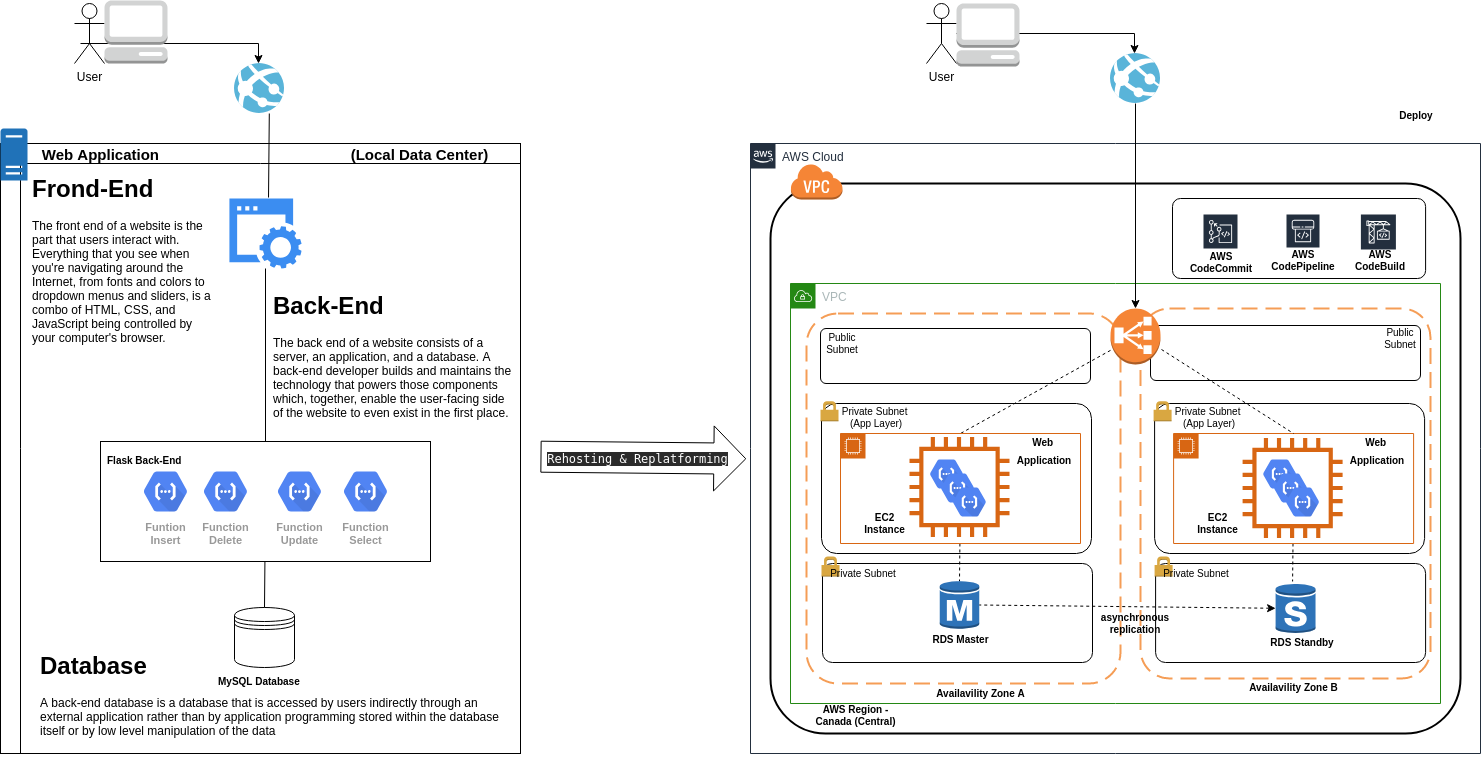 User
Web Application
(Local Data Center)
Frond-End
The front end of a website is the
part that users interact with.
Everything that you see when
you're navigating around the
Internet, from fonts and colors to
dropdown menus and sliders, is a
combo of HTML, CSS, and
JavaScript being controlled by
your computer's browser.
Back-End
The back end of a website consists of a
server, an application, and a database. A
back-end developer builds and maintains the
technology that powers those components
which, together, enable the user-facing side
of the website to even exist in the first place.
Flask Back-End
Funtion
Insert
Function
Delete
Function
Update
Function
Select
Database
MySQL Database
A back-end database is a database that is accessed by users indirectly through an
external application rather than by application programming stored within the database
itself or by low level manipulation of the data
Rehosting & Replatforming
User
Deploy
aws
AWS Cloud
VPC
AWS
CodeCommit
AWS
CodePipeline
AWS
CodeBuild
VPC
Public
Subnet
Public
Subnet
Private Subnet
(App Layer)
Web
Application
EC2
Instance
Private Subnet
(App Layer)
Web
Application
EC2
Instance
Private Subnet
M
RDS Master
asynchronous
replication
Private Subnet
S
RDS Standby
Availavility Zone A
Availavility Zone B
AWS Region -
Canada (Central)